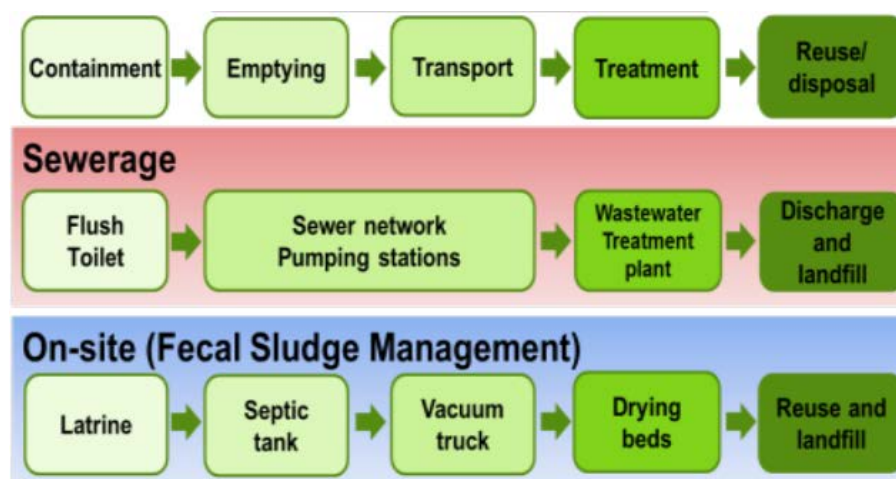 Containment
Emptying
Transport
Treatment
Reuse/
disposal
Sewerage
Flush
Toilet
Sewer network
Pumping stations
Wastewater
Treatment
plant
Discharge
and
landfill
On-site (Fecal Sludge Management)
Latrine
Septic
tank
Vacuum
truck
Drying
beds
Reuse and
landfill